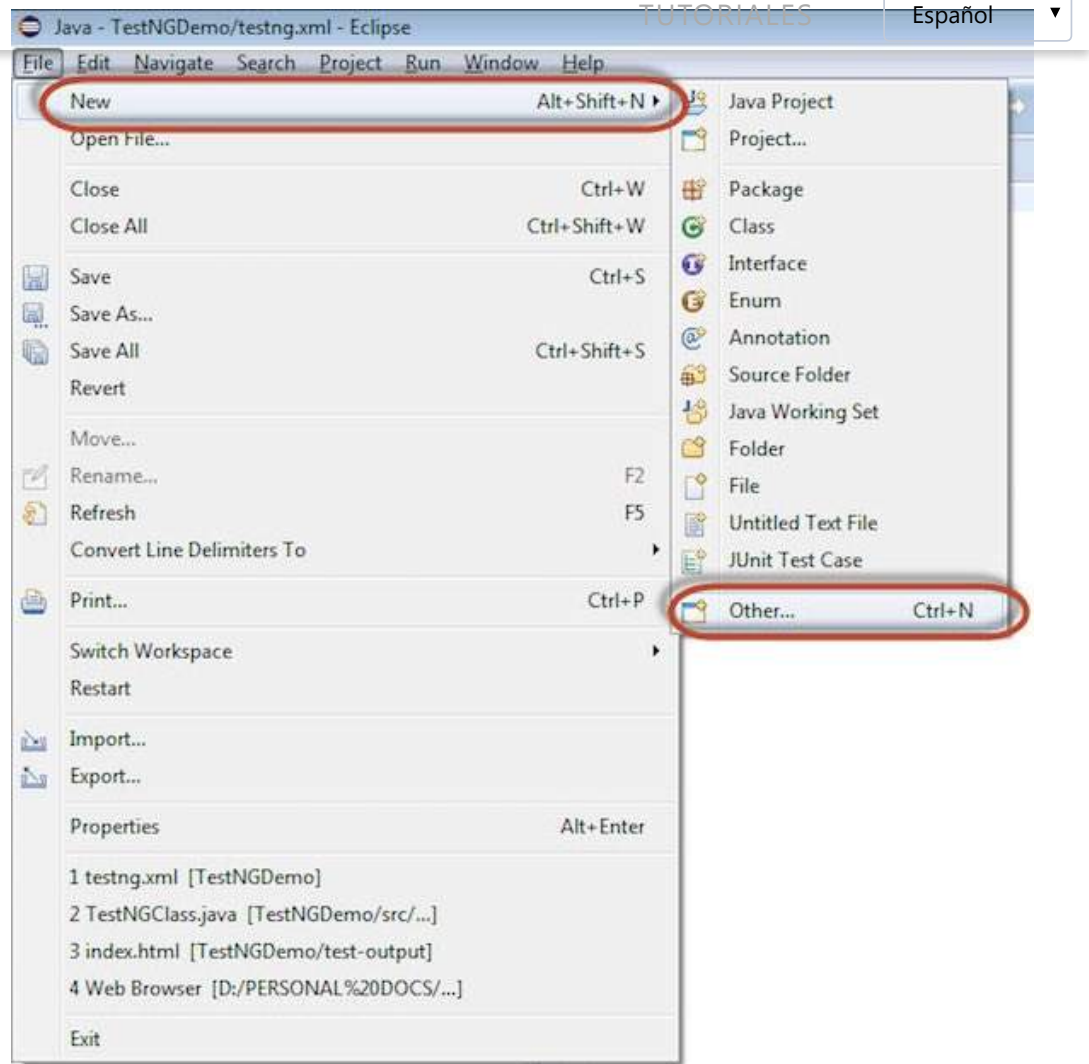 TUTORIALES
Español
Java - TestNGDemo/testng.xml - Eclipse
File Edit Navigate Search Project Run Window Help
New Alt+Shift+N
Open File...
Close Ctrl+W
Close All Ctrl+Shift+W
Save Ctrl+S
Save As...
Save All Ctrl+Shift+S
Revert
Move...
Rename... F2
Refresh F5
Convert Line Delimiters To
Print... Ctrl+P
Switch Workspace
Restart
Import...
Export...
Properties Alt+Enter
1 testng.xml [TestNGDemo]
2 TestNGClass.java [TestNGDemo/src/...]
3 index.html [TestNGDemo/test-output]
4 Web Browser [D:/PERSONAL%20DOCS/...]
Exit
Java Project
Project...
Package
Class
Interface
Enum
Annotation
Source Folder
Java Working Set
Folder
File
Untitled Text File
JUnit Test Case
Other... Ctrl+N